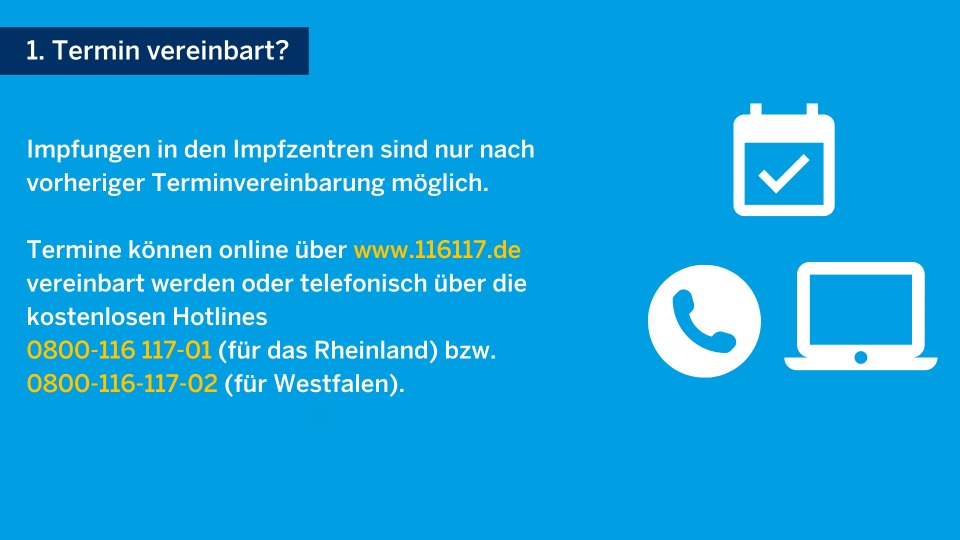 1. Termin vereinbart?
Impfungen in den Impfzentren sind nur nach
vorheriger Terminvereinbarung möglich.
Termine können online über www.116117.de
vereinbart werden oder telefonisch über die
kostenlosen Hotlines
0800-116 117-01 (für das Rheinland) bzw.
0800-116-117-02 (für Westfalen).